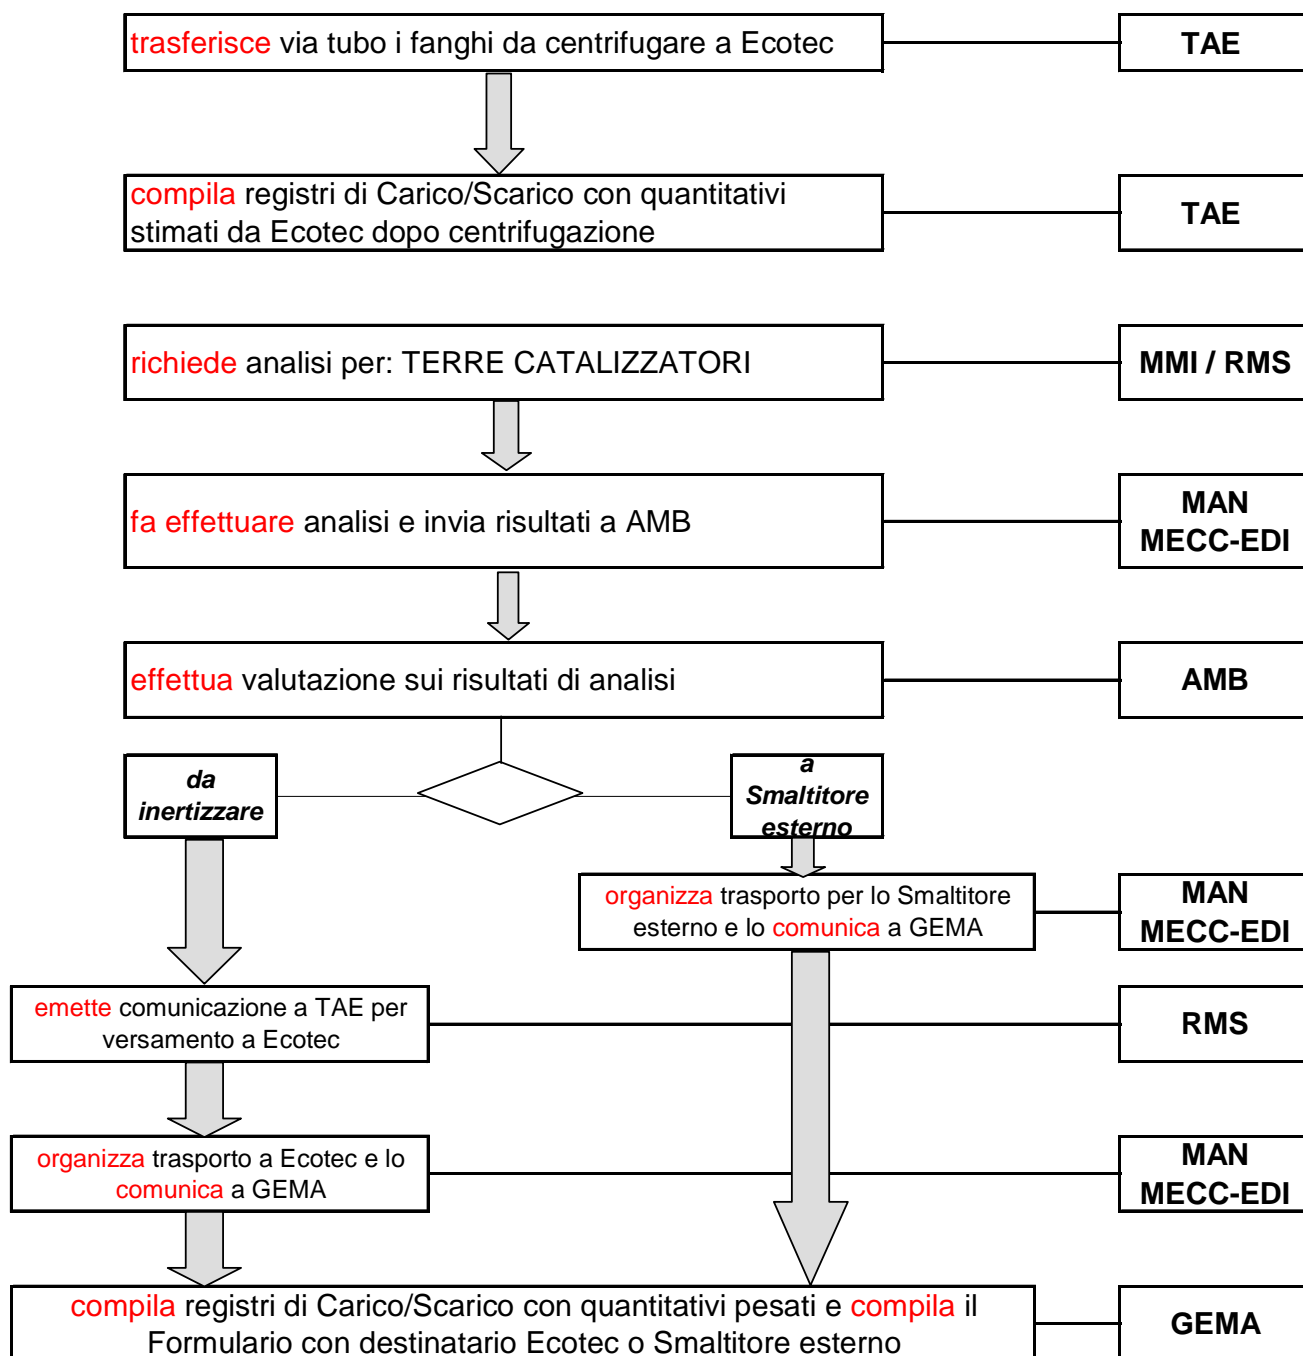 trasferisce via tubo i fanghi da centrifugare a Ecotec
TAE
compila registri di Carico/Scarico con quantitativi
stimati da Ecotec dopo centrifugazione
TAE
richiede analisi per: TERRE CATALIZZATORI
MMI / RMS
fa effettuare analisi e invia risultati a AMB
MAN
MECC-EDI
effettua valutazione sui risultati di analisi
AMB
da
inertizzare
a
Smaltitore
esterno
organizza trasporto per lo Smaltitore
esterno e lo comunica a GEMA
MAN
MECC-EDI
emette comunicazione a TAE per
versamento a Ecotec
RMS
organizza trasporto a Ecotec e lo
comunica a GEMA
MAN
MECC-EDI
compila registri di Carico/Scarico con quantitativi pesati e compila il
Formulario con destinatario Ecotec o Smaltitore esterno
GEMA